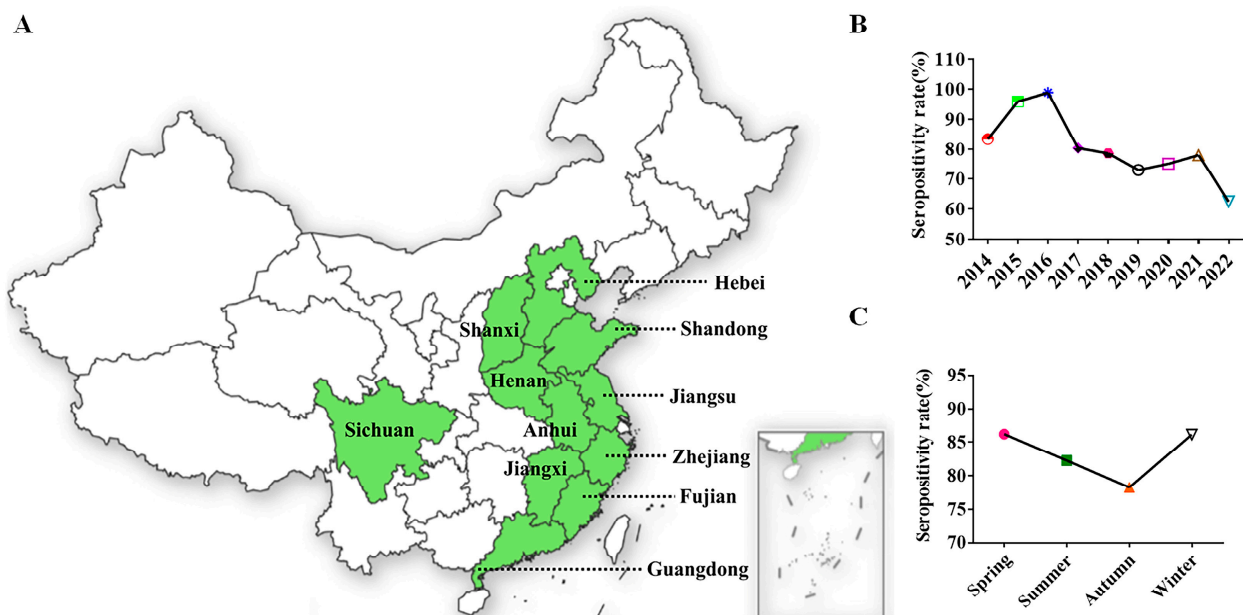 A
Hebei
Shanxi
Shandong
Henan
Jiangsu
Sichuan
Anhui
Zhejiang
Jiangxi
Fujian
Guangdong
B
Seropositivity rate(%)
110
100
90
80
70
60
50
2014
2015
2016
2017
2018
2019
2020
2021
2022
C
Seropositivity rate(%)
95
90
85
80
75
70
Spring
Summer
Autumn
Winter